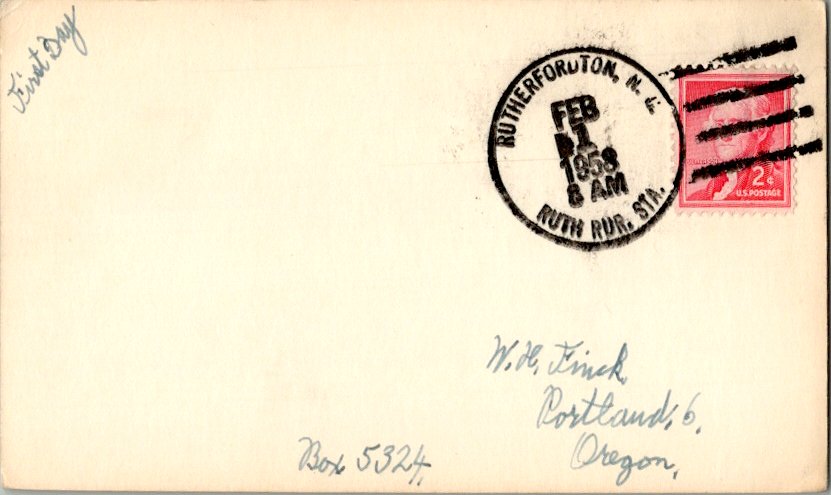 First Day
RUTHERFORDTON, N. C.
FEB
1
1958
8 AM
RUTH RUR. STA.
2¢
U.S. POSTAGE
W. H. Finck
Portland, 6,
Oregon,
Box 5324,